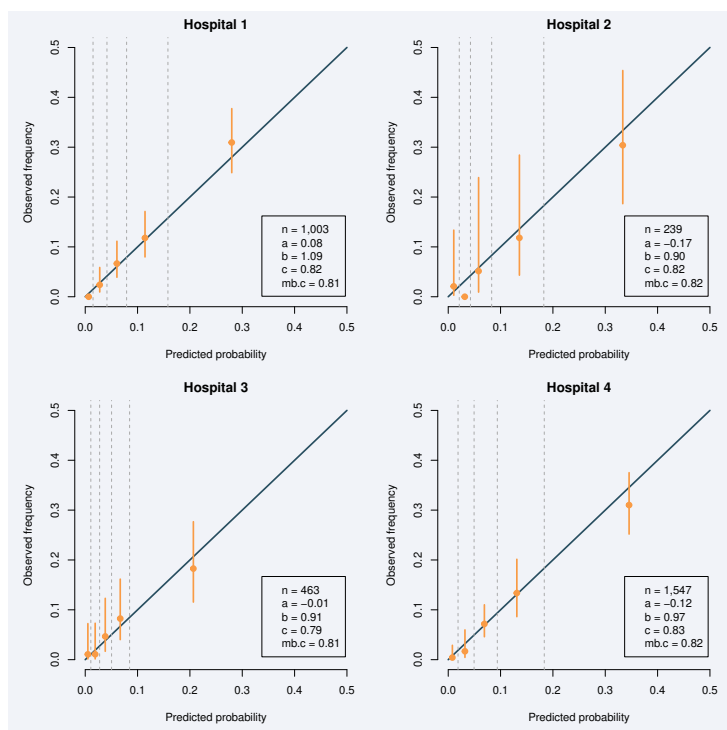 Hospital 1
Observed frequency
0.5
0.4
0.3
0.2
0.1
0.0
n = 1,003
a = 0.08
b = 1.09
c = 0.82
mb.c = 0.81
0.0 0.1 0.2 0.3 0.4 0.5
Predicted probability
Hospital 2
Observed frequency
0.5
0.4
0.3
0.2
0.1
0.0
n = 239
a = −0.17
b = 0.90
c = 0.82
mb.c = 0.82
0.0 0.1 0.2 0.3 0.4 0.5
Predicted probability
Hospital 3
Observed frequency
0.5
0.4
0.3
0.2
0.1
0.0
n = 463
a = −0.01
b = 0.91
c = 0.79
mb.c = 0.81
0.0 0.1 0.2 0.3 0.4 0.5
Predicted probability
Hospital 4
Observed frequency
0.5
0.4
0.3
0.2
0.1
0.0
n = 1,547
a = −0.12
b = 0.97
c = 0.83
mb.c = 0.82
0.0 0.1 0.2 0.3 0.4 0.5
Predicted probability